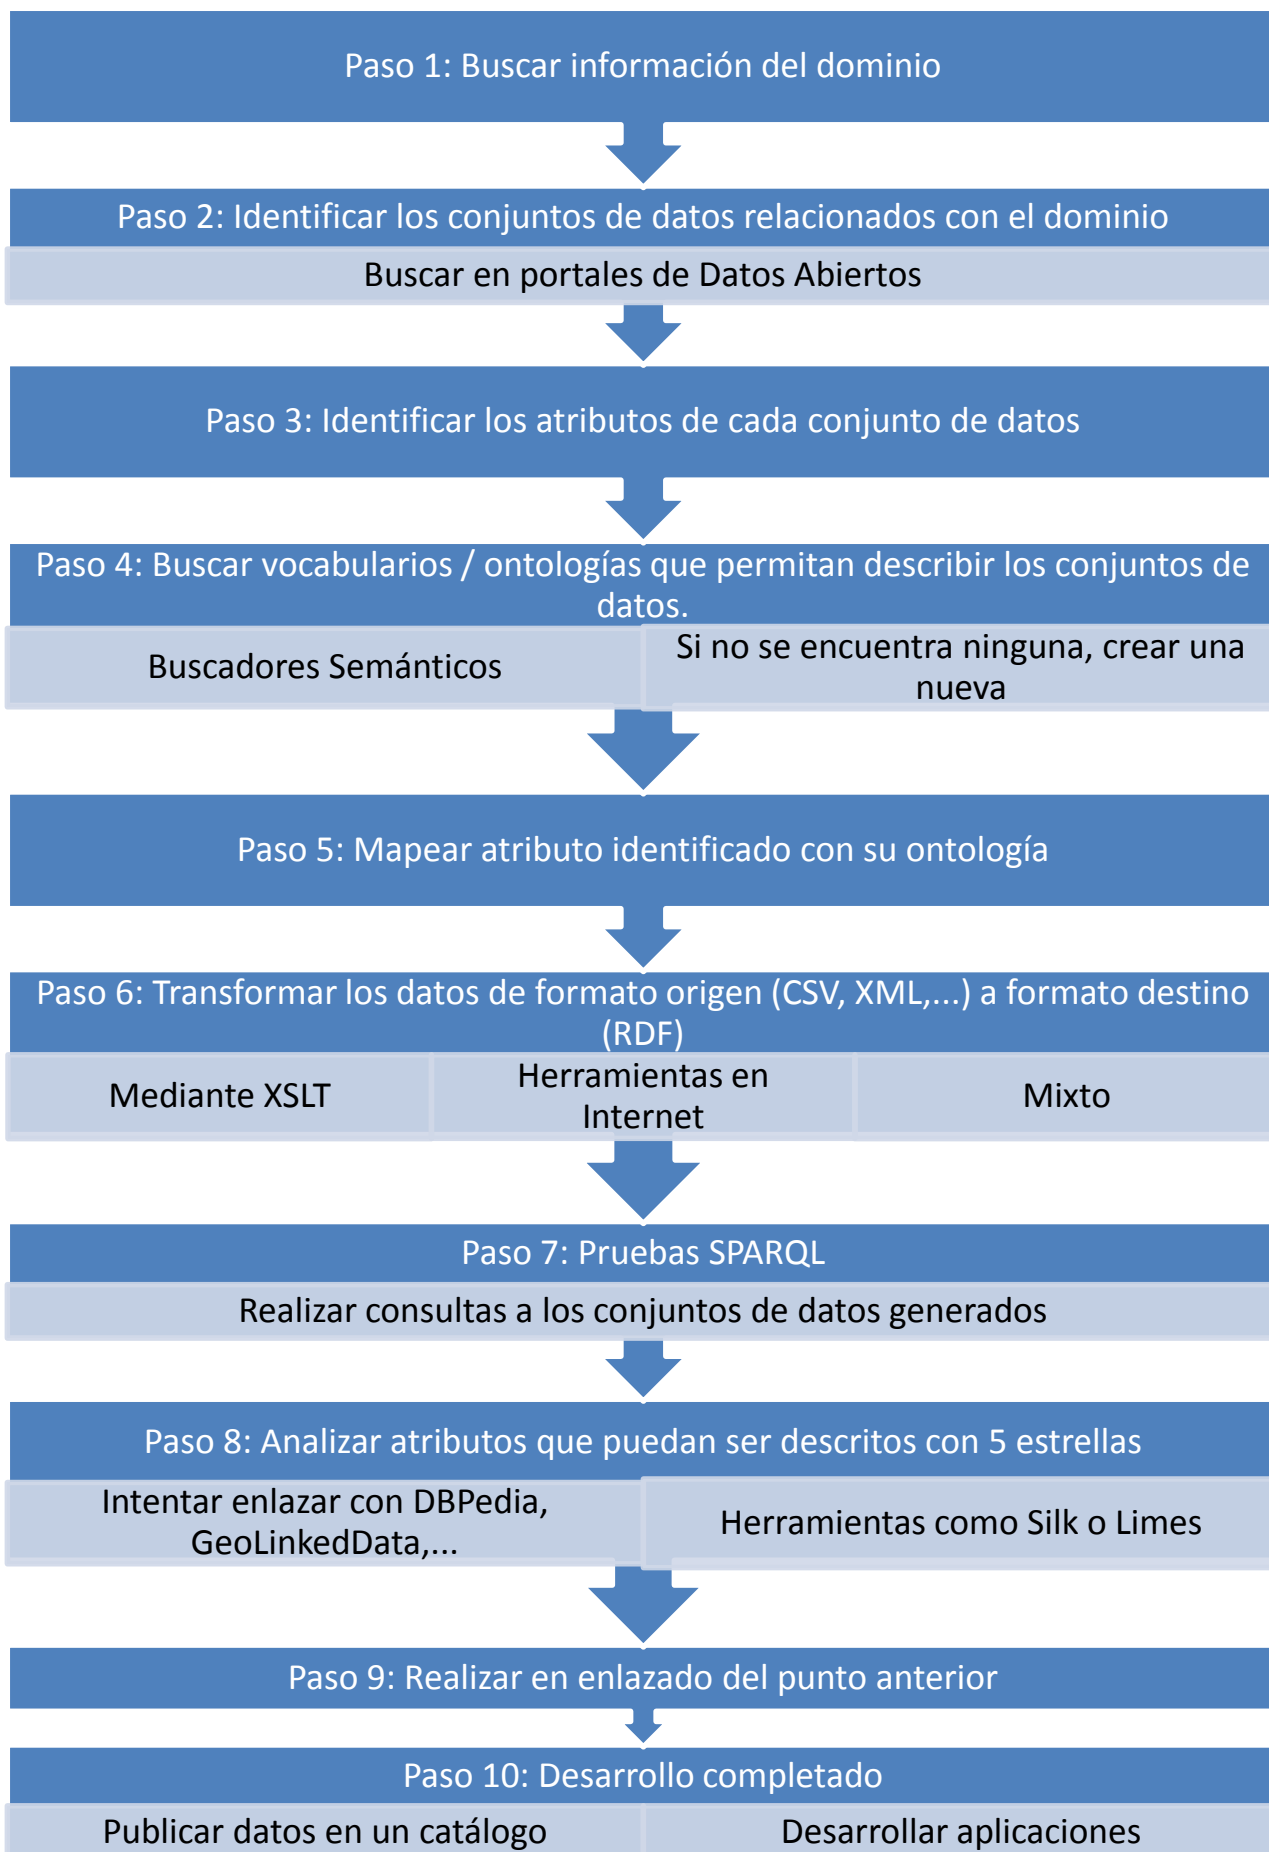 Paso 1: Buscar información del dominio
Paso 2: Identificar los conjuntos de datos relacionados con el dominio
Buscar en portales de Datos Abiertos
Paso 3: Identificar los atributos de cada conjunto de datos
Paso 4: Buscar vocabularios / ontologías que permitan describir los conjuntos de
datos.
Buscadores Semánticos
Si no se encuentra ninguna, crear una
nueva
Paso 5: Mapear atributo identificado con su ontología
Paso 6: Transformar los datos de formato origen (CSV, XML,...) a formato destino
(RDF)
Mediante XSLT
Herramientas en
Internet
Mixto
Paso 7: Pruebas SPARQL
Realizar consultas a los conjuntos de datos generados
Paso 8: Analizar atributos que puedan ser descritos con 5 estrellas
Intentar enlazar con DBPedia,
GeoLinkedData,...
Herramientas como Silk o Limes
Paso 9: Realizar en enlazado del punto anterior
Paso 10: Desarrollo completado
Publicar datos en un catálogo
Desarrollar aplicaciones